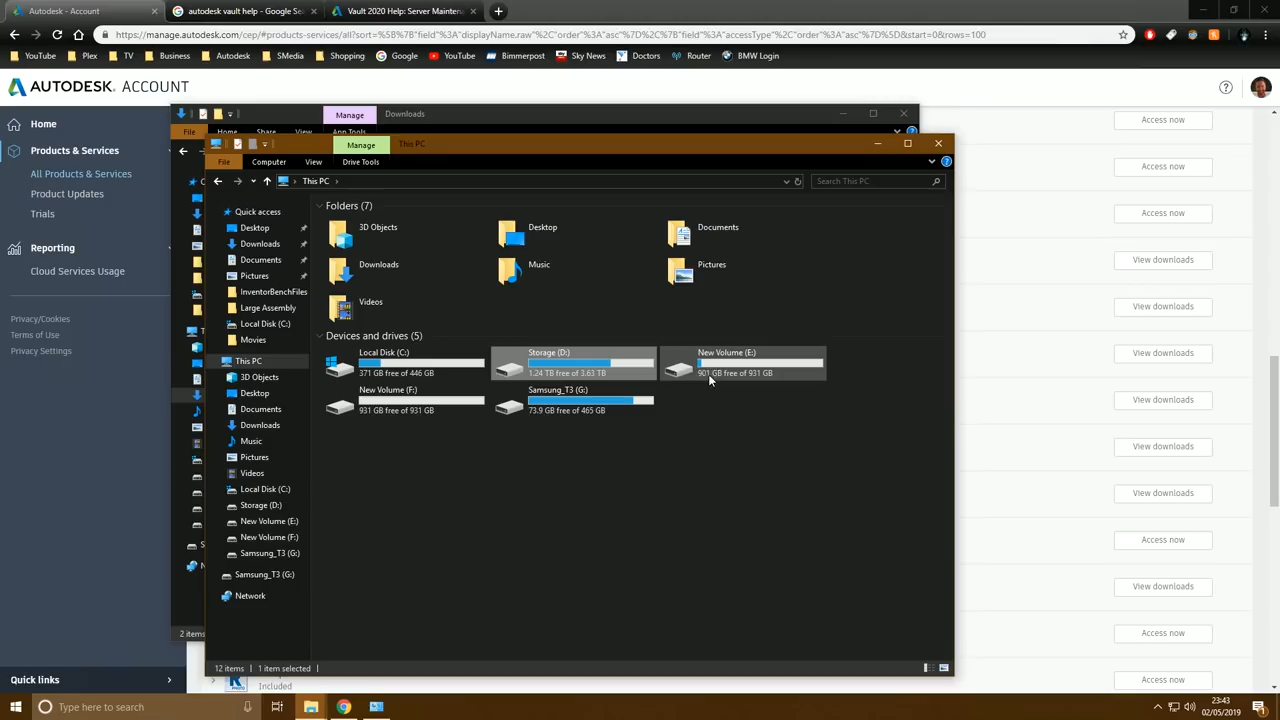 Autodesk - Account
autodesk vault help - Google Sea
Vault 2020 Help: Server Maintena
https://manage.autodesk.com/cep/#products-services/all?sort=%5B%7B"field"%3A"displayName.raw"%2C"order"%3A"asc"%7D%2C%7B"field"%3A"accessType"%2C"order"%3A"asc"%7D%5D&start=0&rows=100
YouTube
Plex
TV
Business
Autodesk
SMedia
Shopping
Google
YouTube
Bimmerpost
Sky News
Doctors
Router
BMW Login
AUTODESK® ACCOUNT
Home
Products & Services
All Products & Services
Product Updates
Trials
Reporting
Cloud Services Usage
Privacy/Cookies
Terms of Use
Privacy Settings
Quick links
Manage
Downloads
File
Home
Share
View
App Tools
2 items
Manage
This PC
File
Computer
View
Drive Tools
This PC
Search This PC
Quick access
Desktop
Downloads
Documents
Pictures
InventorBenchFiles
Large Assembly
Local Disk (C:)
Movies
This PC
3D Objects
Desktop
Documents
Downloads
Music
Pictures
Videos
Local Disk (C:)
Storage (D:)
New Volume (E:)
New Volume (F:)
Samsung_T3 (G:)
Samsung_T3 (G:)
Network
Folders (7)
3D Objects
Desktop
Documents
Downloads
Music
Pictures
Videos
Devices and drives (5)
Local Disk (C:)
371 GB free of 446 GB
Storage (D:)
1.24 TB free of 3.63 TB
New Volume (E:)
901 GB free of 931 GB
New Volume (F:)
931 GB free of 931 GB
Samsung_T3 (G:)
73.9 GB free of 465 GB
12 items
1 item selected
Access now
Access now
Access now
View downloads
View downloads
Access now
View downloads
View downloads
View downloads
Access now
View downloads
Access now
Access now
Included
Type here to search
23:43
02/05/2019